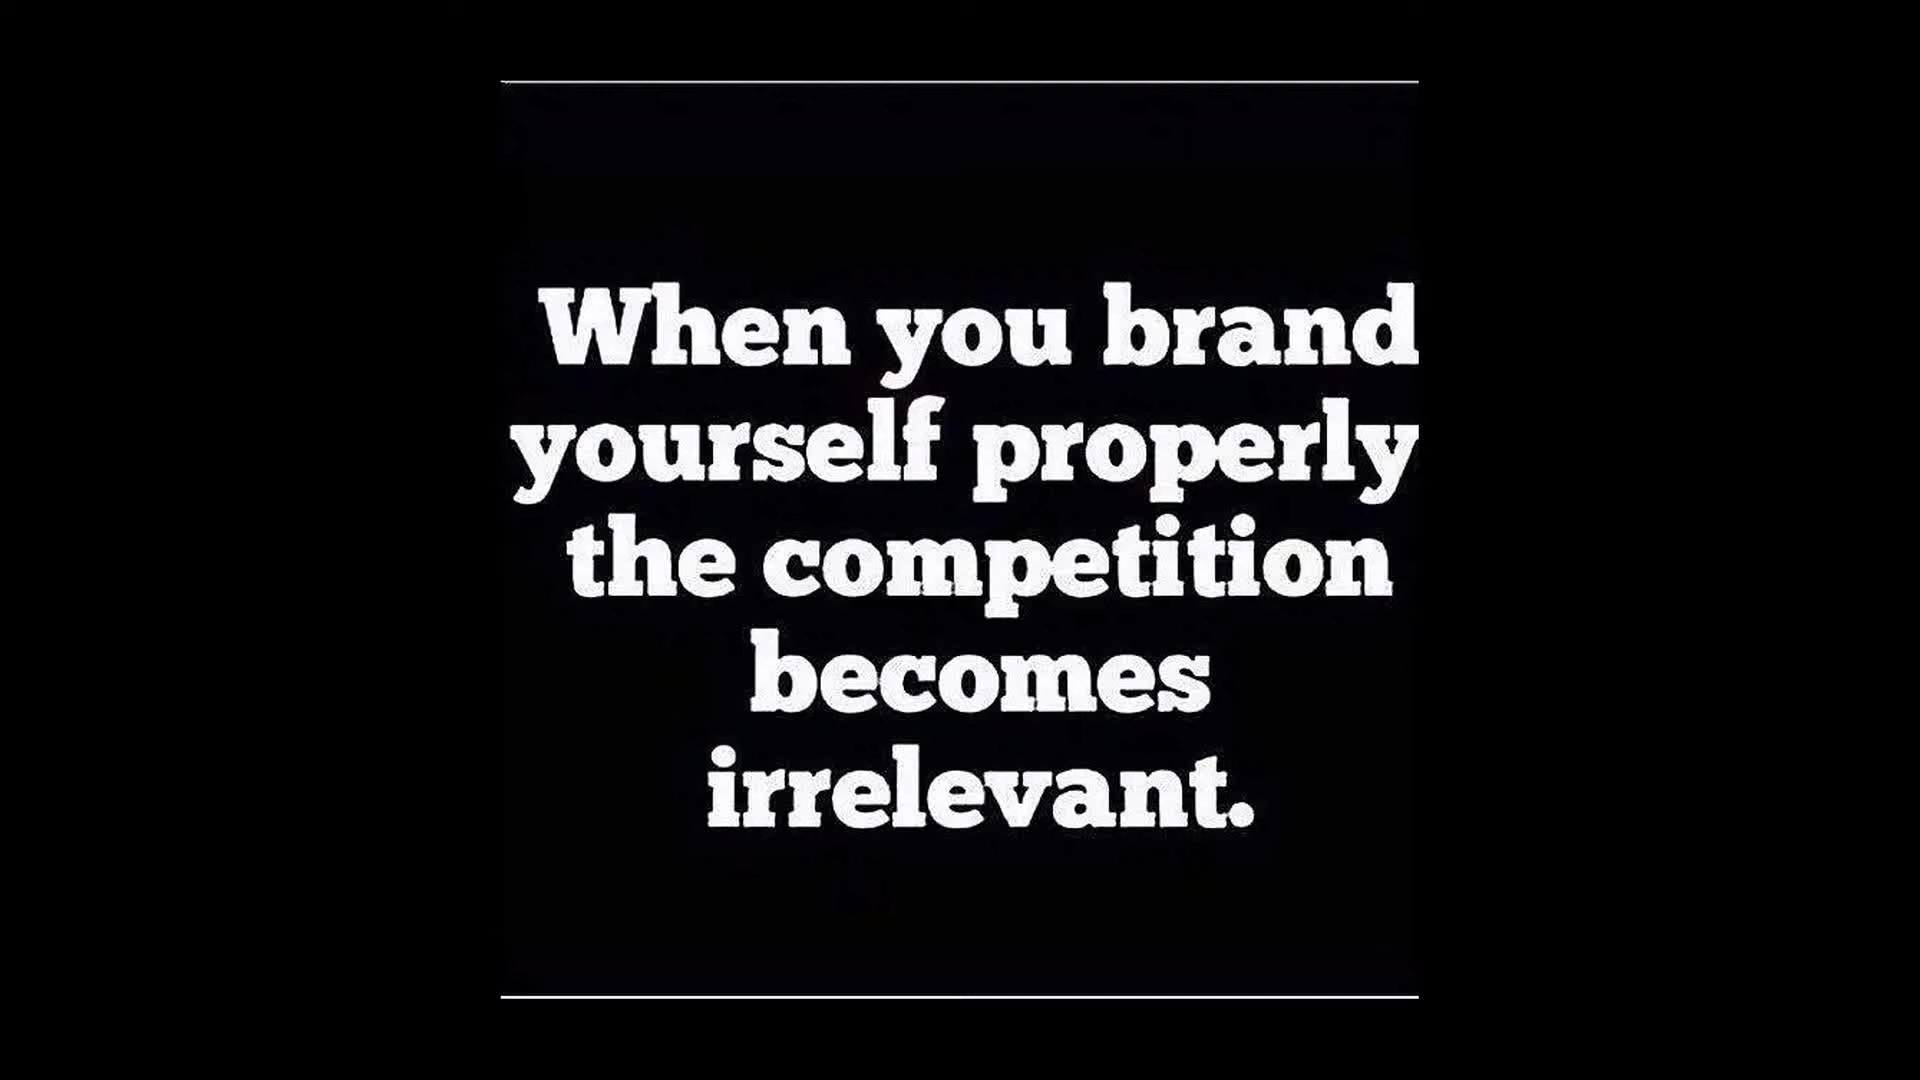 When you brand
yourself properly
the competition
becomes
irrelevant.